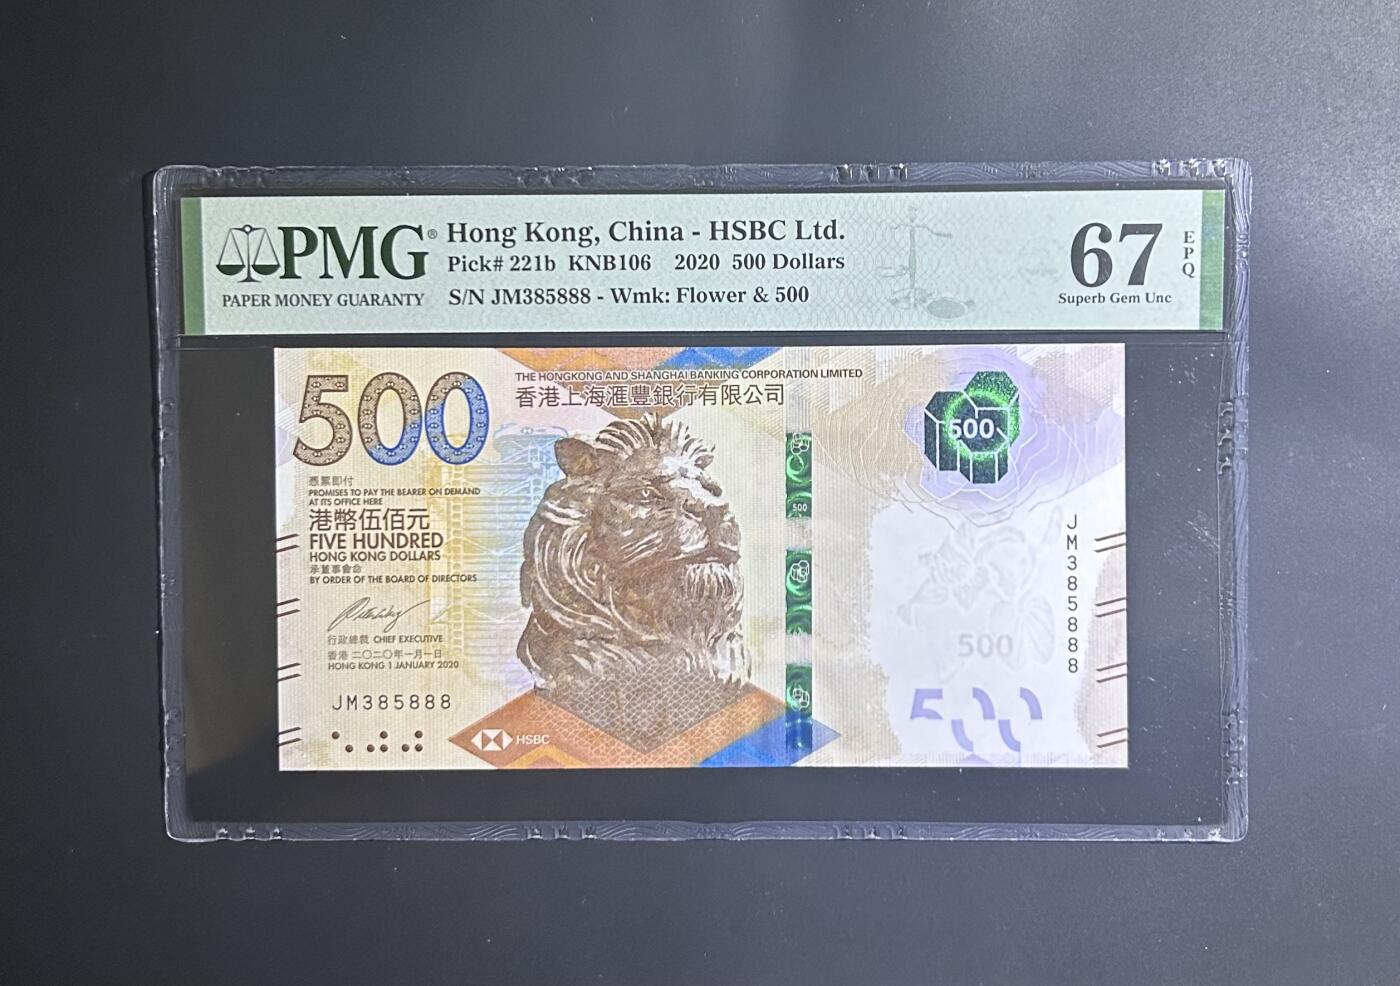 PMG®
PAPER MONEY GUARANTY
Hong Kong, China - HSBC Ltd.
Pick# 221b KNB106 2020 500 Dollars
S/N JM385888 - Wmk: Flower & 500
67
EPQ
Superb Gem Unc
500
THE HONGKONG AND SHANGHAI BANKING CORPORATION LIMITED
香港上海滙豐銀行有限公司
憑票即付
PROMISES TO PAY THE BEARER ON DEMAND
AT ITS OFFICE HERE
港幣伍佰元
FIVE HUNDRED
HONG KONG DOLLARS
承董事會命
BY ORDER OF THE BOARD OF DIRECTORS
行政總裁 CHIEF EXECUTIVE
香港 二〇二〇年一月一日
HONG KONG 1 JANUARY 2020
JM385888
HSBC
500
500
JM385888
500
500